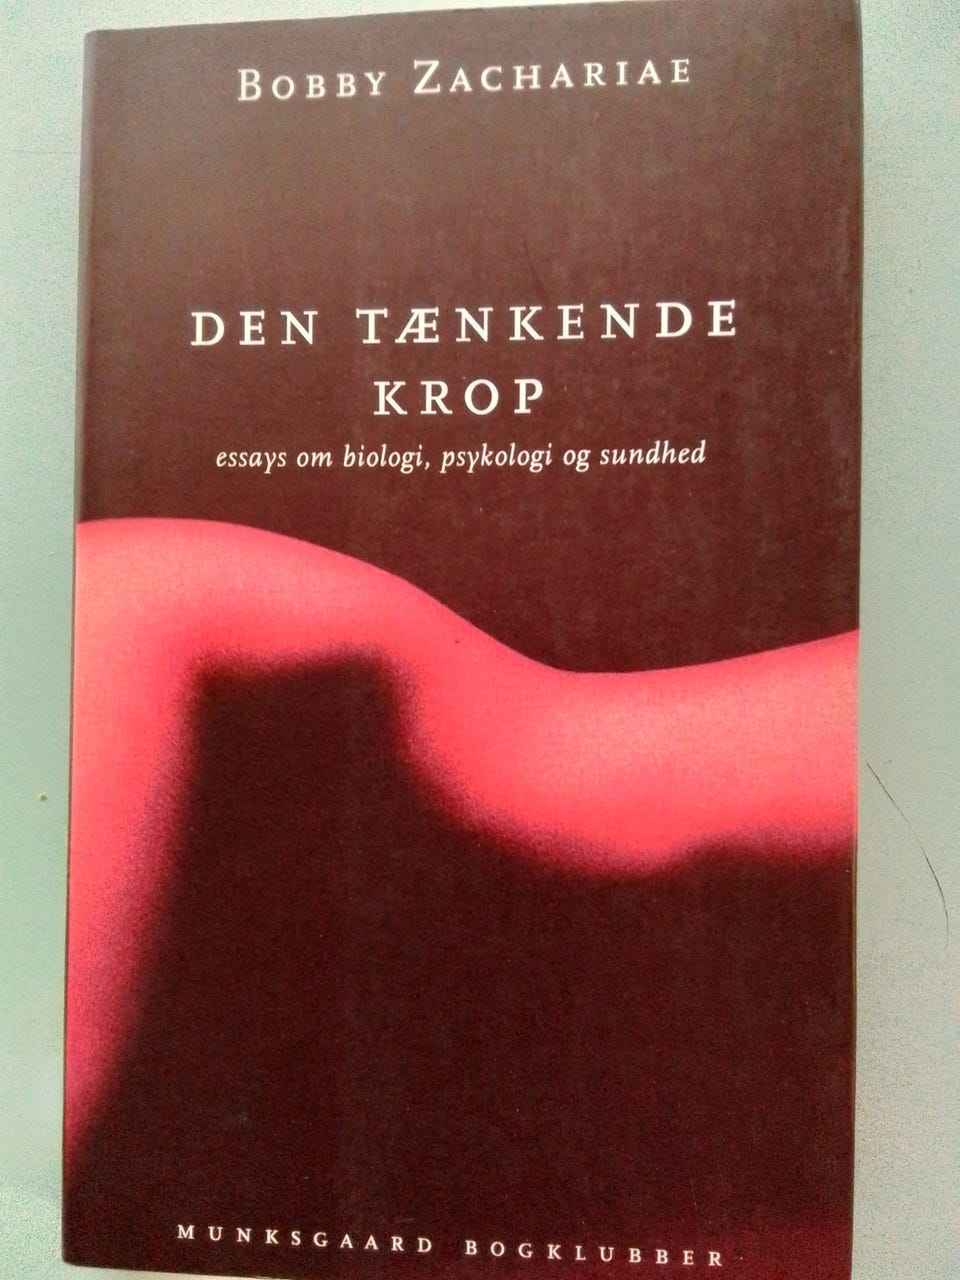 BOBBY ZACHARIAE
DEN TÆNKENDE
KROP
essays om biologi, psykologi og sundhed
MUNKSGAARD BOGKLUBBER